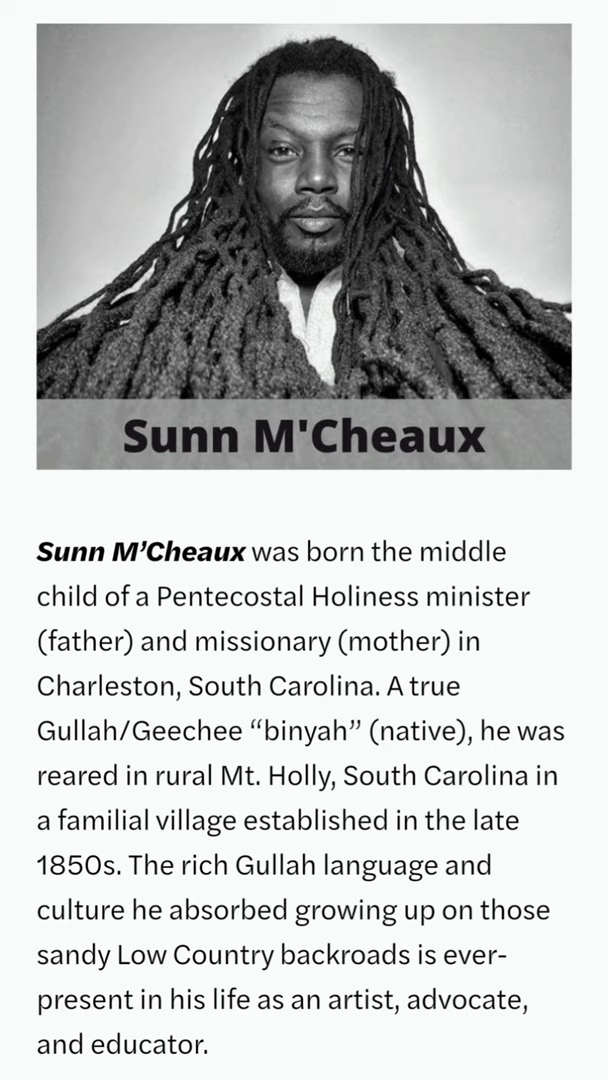 Sunn M'Cheaux
Sunn M’Cheaux was born the middle
child of a Pentecostal Holiness minister
(father) and missionary (mother) in
Charleston, South Carolina. A true
Gullah/Geechee “binyah” (native), he was
reared in rural Mt. Holly, South Carolina in
a familial village established in the late
1850s. The rich Gullah language and
culture he absorbed growing up on those
sandy Low Country backroads is ever-
present in his life as an artist, advocate,
and educator.